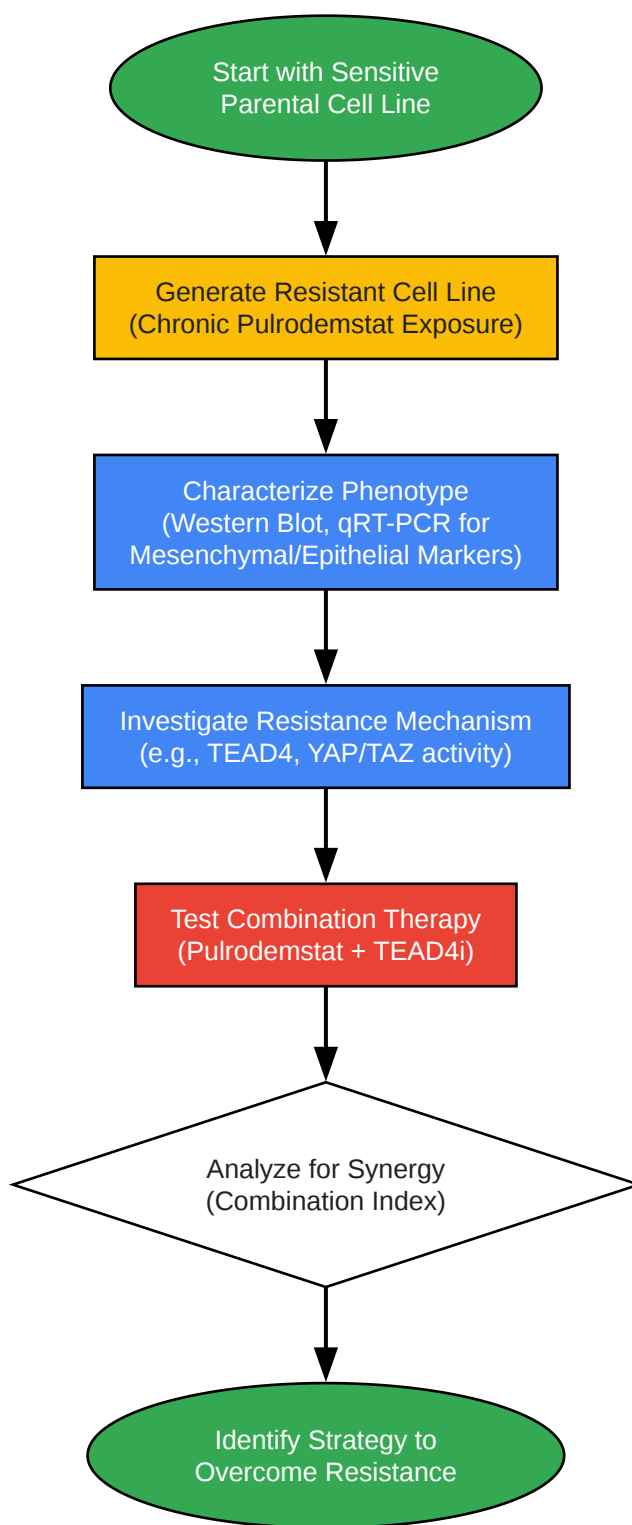 Start with Sensitive
Parental Cell Line
Generate Resistant Cell Line
(Chronic Pulrodemstat Exposure)
Characterize Phenotype
(Western Blot, qRT-PCR for
Mesenchymal/Epithelial Markers)
Investigate Resistance Mechanism
(e.g., TEAD4, YAP/TAZ activity)
Test Combination Therapy
(Pulrodemstat + TEAD4i)
Analyze for Synergy
(Combination Index)
Identify Strategy to
Overcome Resistance